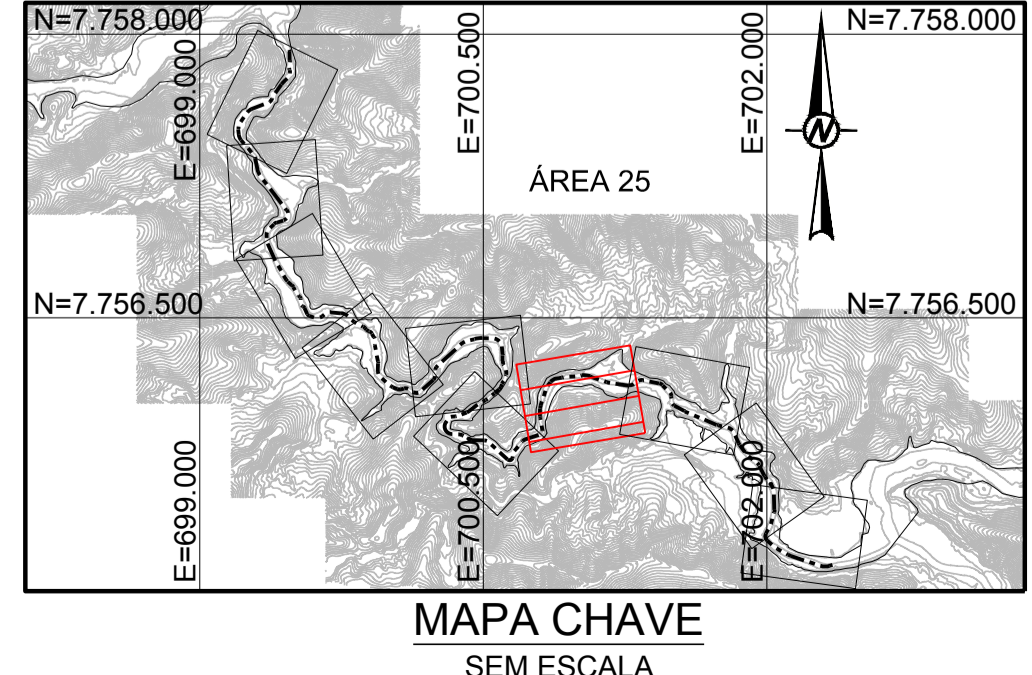 N=7.758.000
N=7.758.000
E=699.000
E=700.500
E=702.000
N
ÁREA 25
N=7.756.500
N=7.756.500
E=699.000
E=700.500
E=702.000
MAPA CHAVE
SEM ESCALA